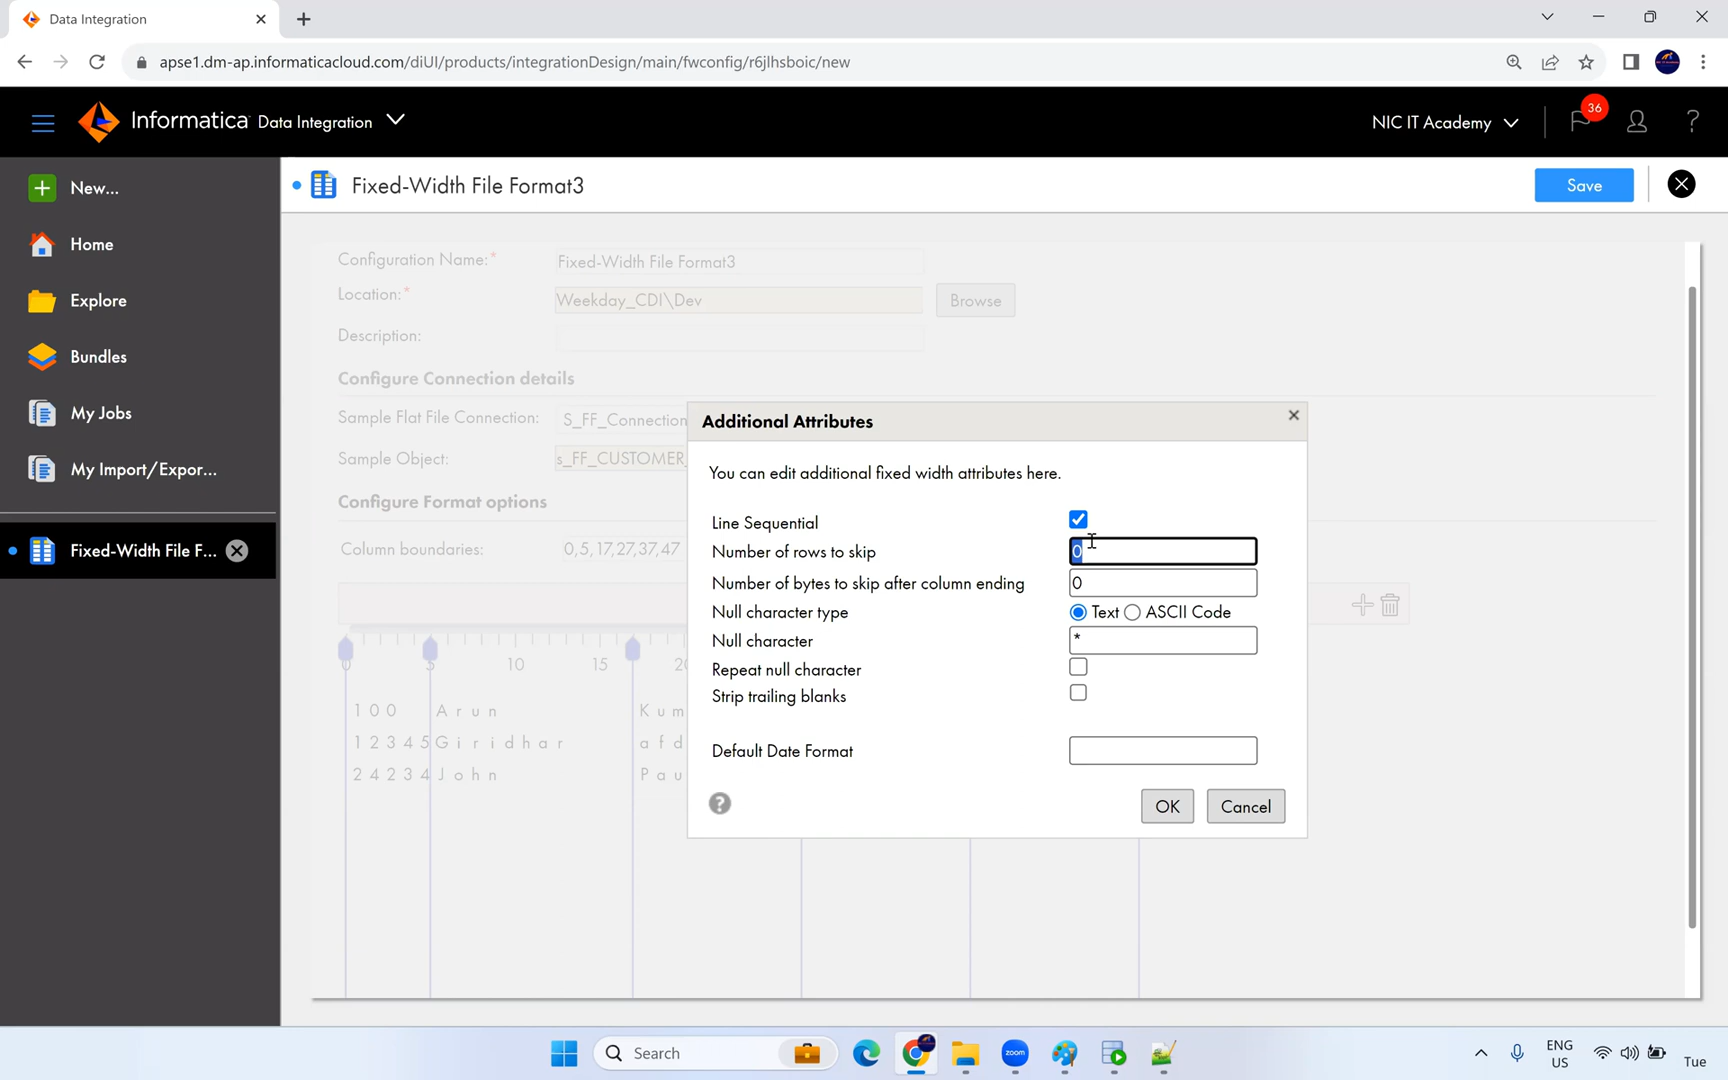 Data Integration
apse1.dm-ap.informaticacloud.com/diUI/products/integrationDesign/main/fwconfig/r6jlhsboic/new
Informatica Data Integration
NIC IT Academy
36
New...
Home
Explore
Bundles
My Jobs
My Import/Expor...
Fixed-Width File F...
Fixed-Width File Format3
Save
Configuration Name:* Fixed-Width File Format3
Location:* Weekday_CDI\Dev Browse
Description:
Configure Connection details
Sample Flat File Connection: S_FF_Connection
Sample Object: s_FF_CUSTOMER_
Configure Format options
Column boundaries: 0,5,17,27,37,47
0 5 10 15
100 Arun Kum
12345 Giridhar afd
24234 John Pau
Additional Attributes
You can edit additional fixed width attributes here.
Line Sequential
Number of rows to skip 0
Number of bytes to skip after column ending 0
Null character type Text ASCII Code
Null character *
Repeat null character
Strip trailing blanks
Default Date Format
? OK Cancel
Search
zoom
ENG
US
Tue